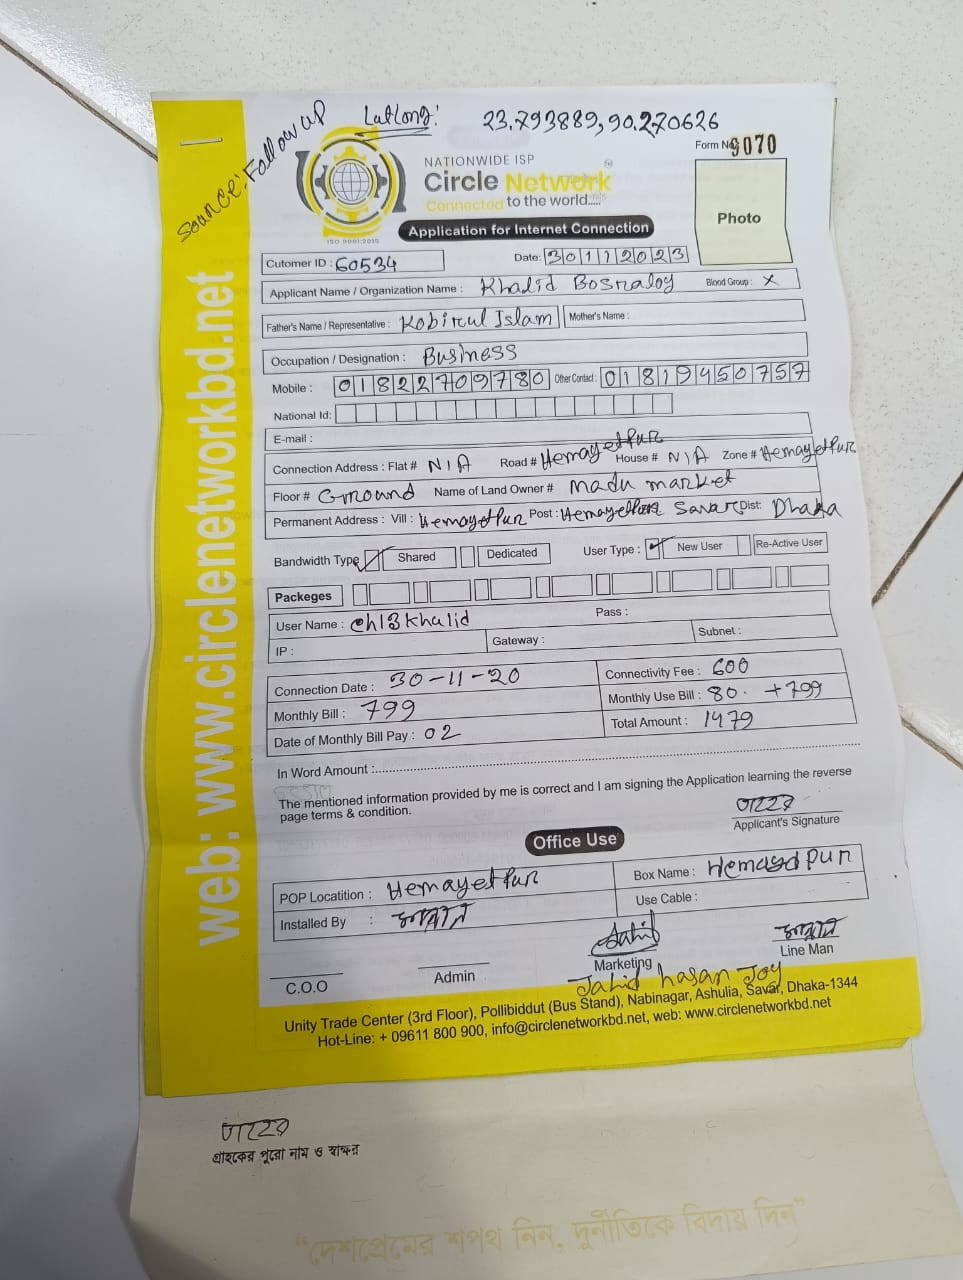 Source: Follow up
Latlong: 23.793889, 90.270626
Form No 9070
NATIONWIDE ISP
Circle Network
Connected to the world.....
ISO 9001:2015
Application for Internet Connection
Photo
Cutomer ID : 60534
Date: 30112023
Applicant Name / Organization Name : Khalid Bosraloy Blood Group : X
Father's Name / Representative : Kobirul Islam Mother's Name :
Occupation / Designation : Business
Mobile : 01822709780 Other Contact : 01819450757
National Id:
E-mail :
Connection Address : Flat # N/A Road # Hemayetpur House # N/A Zone # Hemayetpur
Floor # Ground Name of Land Owner # Madu market
Permanent Address : Vill : Hemayetpur Post : Hemayetpur Savar Dist: Dhaka
Bandwidth Type Shared Dedicated User Type : New User Re-Active User
Packeges
User Name : ch13khalid Pass :
IP : Gateway : Subnet :
Connection Date : 30-11-20 Connectivity Fee : 600
Monthly Bill : 799 Monthly Use Bill : 80. +799
Date of Monthly Bill Pay : 02 Total Amount : 1479
In Word Amount :
The mentioned information provided by me is correct and I am signing the Application learning the reverse
page terms & condition.
Applicant's Signature
Office Use
POP Locatition : Hemayetpur Box Name : Hemayedpur
Installed By : Use Cable :
Jahid
C.O.O Admin Marketing Line Man
Jahid hasan Joy
Unity Trade Center (3rd Floor), Pollibiddut (Bus Stand), Nabinagar, Ashulia, Savar, Dhaka-1344
Hot-Line: + 09611 800 900, info@circlenetworkbd.net, web: www.circlenetworkbd.net
web: www.circlenetworkbd.net
গ্রাহকের পুরো নাম ও স্বাক্ষর
“দেশপ্রেমের শপথ নিন, দুর্নীতিকে বিদায় দিন”